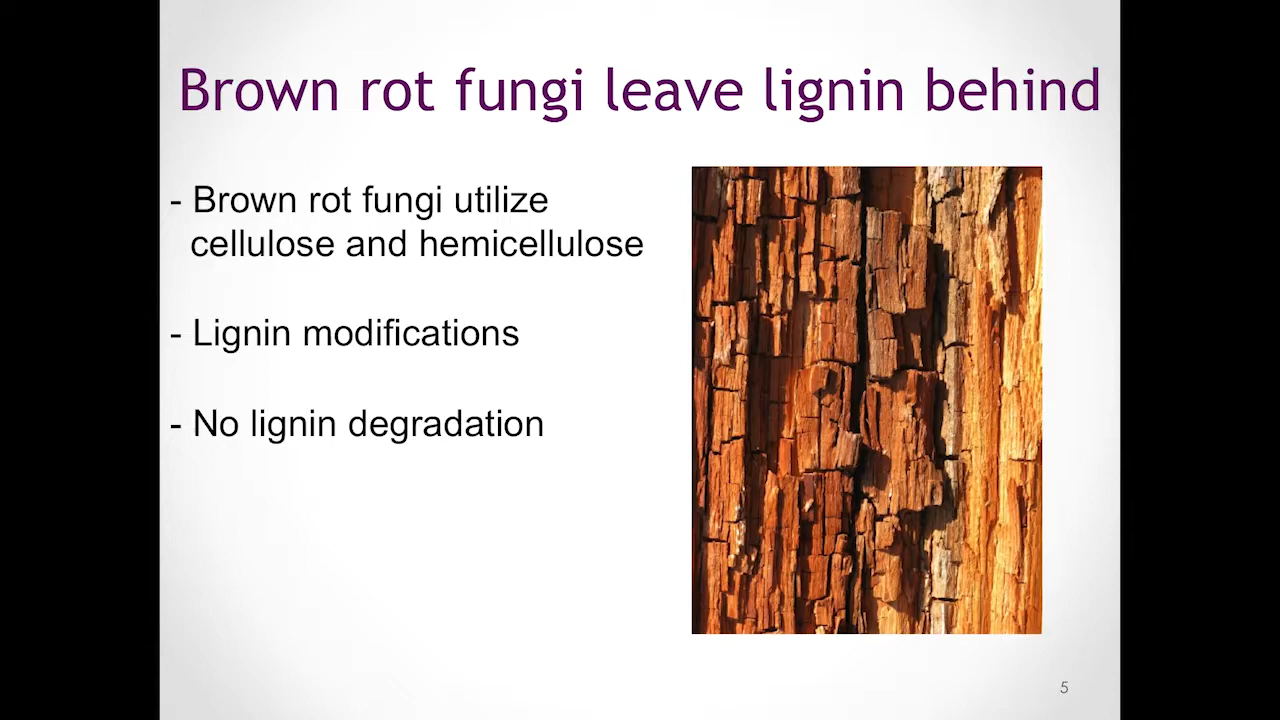 Brown rot fungi leave lignin behind
- Brown rot fungi utilize
cellulose and hemicellulose
- Lignin modifications
- No lignin degradation
5